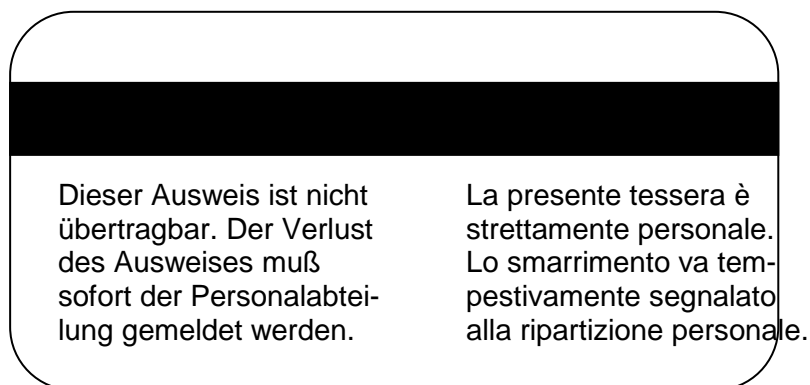 Dieser Ausweis ist nicht
übertragbar. Der Verlust
des Ausweises muß
sofort der Personalabtei-
lung gemeldet werden.
La presente tessera è
strettamente personale.
Lo smarrimento va tem-
pestivamente segnalato
alla ripartizione personale.